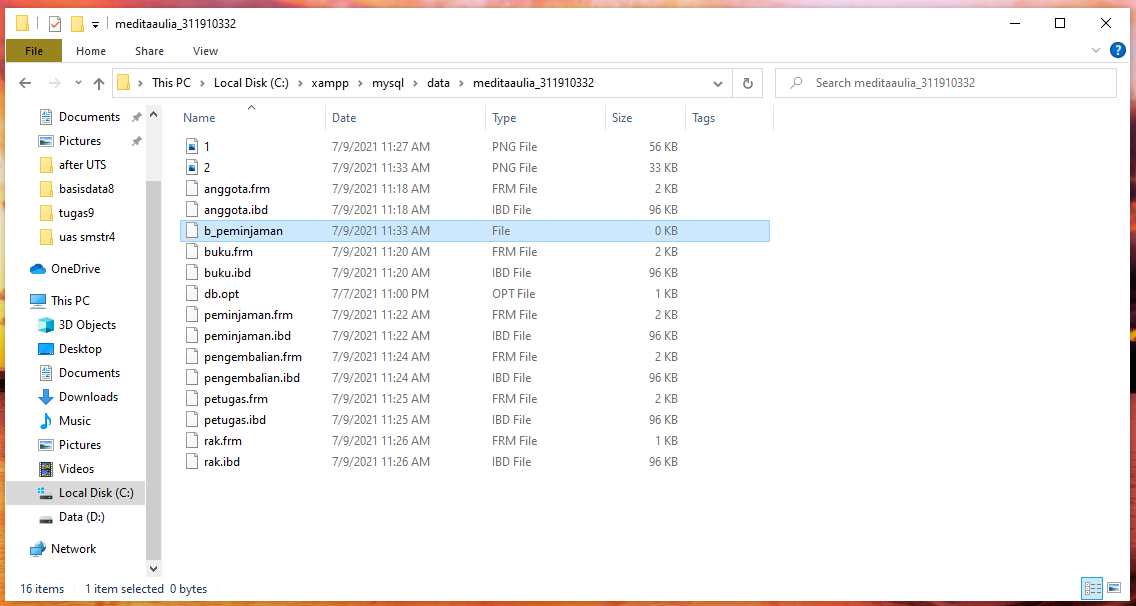 meditaaulia_311910332
File Home Share View
This PC Local Disk (C:) xampp mysql data meditaaulia_311910332 Search meditaaulia_311910332
Documents
Pictures
after UTS
basisdata8
tugas9
uas smstr4
OneDrive
This PC
3D Objects
Desktop
Documents
Downloads
Music
Pictures
Videos
Local Disk (C:)
Data (D:)
Network
Name Date Type Size Tags
1 7/9/2021 11:27 AM PNG File 56 KB
2 7/9/2021 11:33 AM PNG File 33 KB
anggota.frm 7/9/2021 11:18 AM FRM File 2 KB
anggota.ibd 7/9/2021 11:18 AM IBD File 96 KB
b_peminjaman 7/9/2021 11:33 AM File 0 KB
buku.frm 7/9/2021 11:20 AM FRM File 2 KB
buku.ibd 7/9/2021 11:20 AM IBD File 96 KB
db.opt 7/7/2021 11:00 PM OPT File 1 KB
peminjaman.frm 7/9/2021 11:22 AM FRM File 2 KB
peminjaman.ibd 7/9/2021 11:22 AM IBD File 96 KB
pengembalian.frm 7/9/2021 11:24 AM FRM File 2 KB
pengembalian.ibd 7/9/2021 11:24 AM IBD File 96 KB
petugas.frm 7/9/2021 11:25 AM FRM File 2 KB
petugas.ibd 7/9/2021 11:25 AM IBD File 96 KB
rak.frm 7/9/2021 11:26 AM FRM File 1 KB
rak.ibd 7/9/2021 11:26 AM IBD File 96 KB
16 items 1 item selected 0 bytes